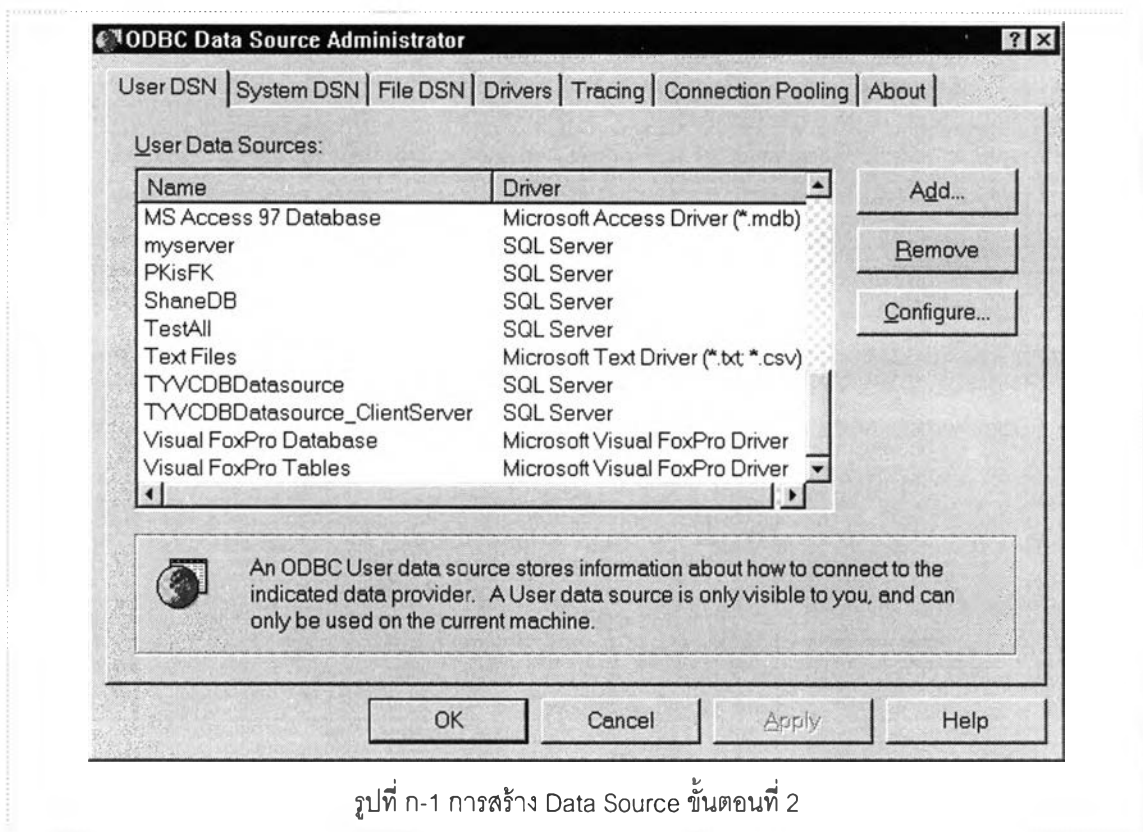 ODBC Data Source Administrator
User DSN System DSN File DSN Drivers Tracing Connection Pooling About
User Data Sources:
Name Driver
MS Access 97 Database Microsoft Access Driver (*.mdb)
myserver SQL Server
PKisFK SQL Server
ShaneDB SQL Server
TestAll SQL Server
Text Files Microsoft Text Driver (*.txt; *.csv)
TYVCDBDatasource SQL Server
TYVCDBDatasource_ClientServer SQL Server
Visual FoxPro Database Microsoft Visual FoxPro Driver
Visual FoxPro Tables Microsoft Visual FoxPro Driver
Add...
Remove
Configure...
An ODBC User data source stores information about how to connect to the
indicated data provider. A User data source is only visible to you, and can
only be used on the current machine.
OK Cancel Apply Help
รูปที่ ก-1 การสร้าง Data Source ขั้นตอนที่ 2